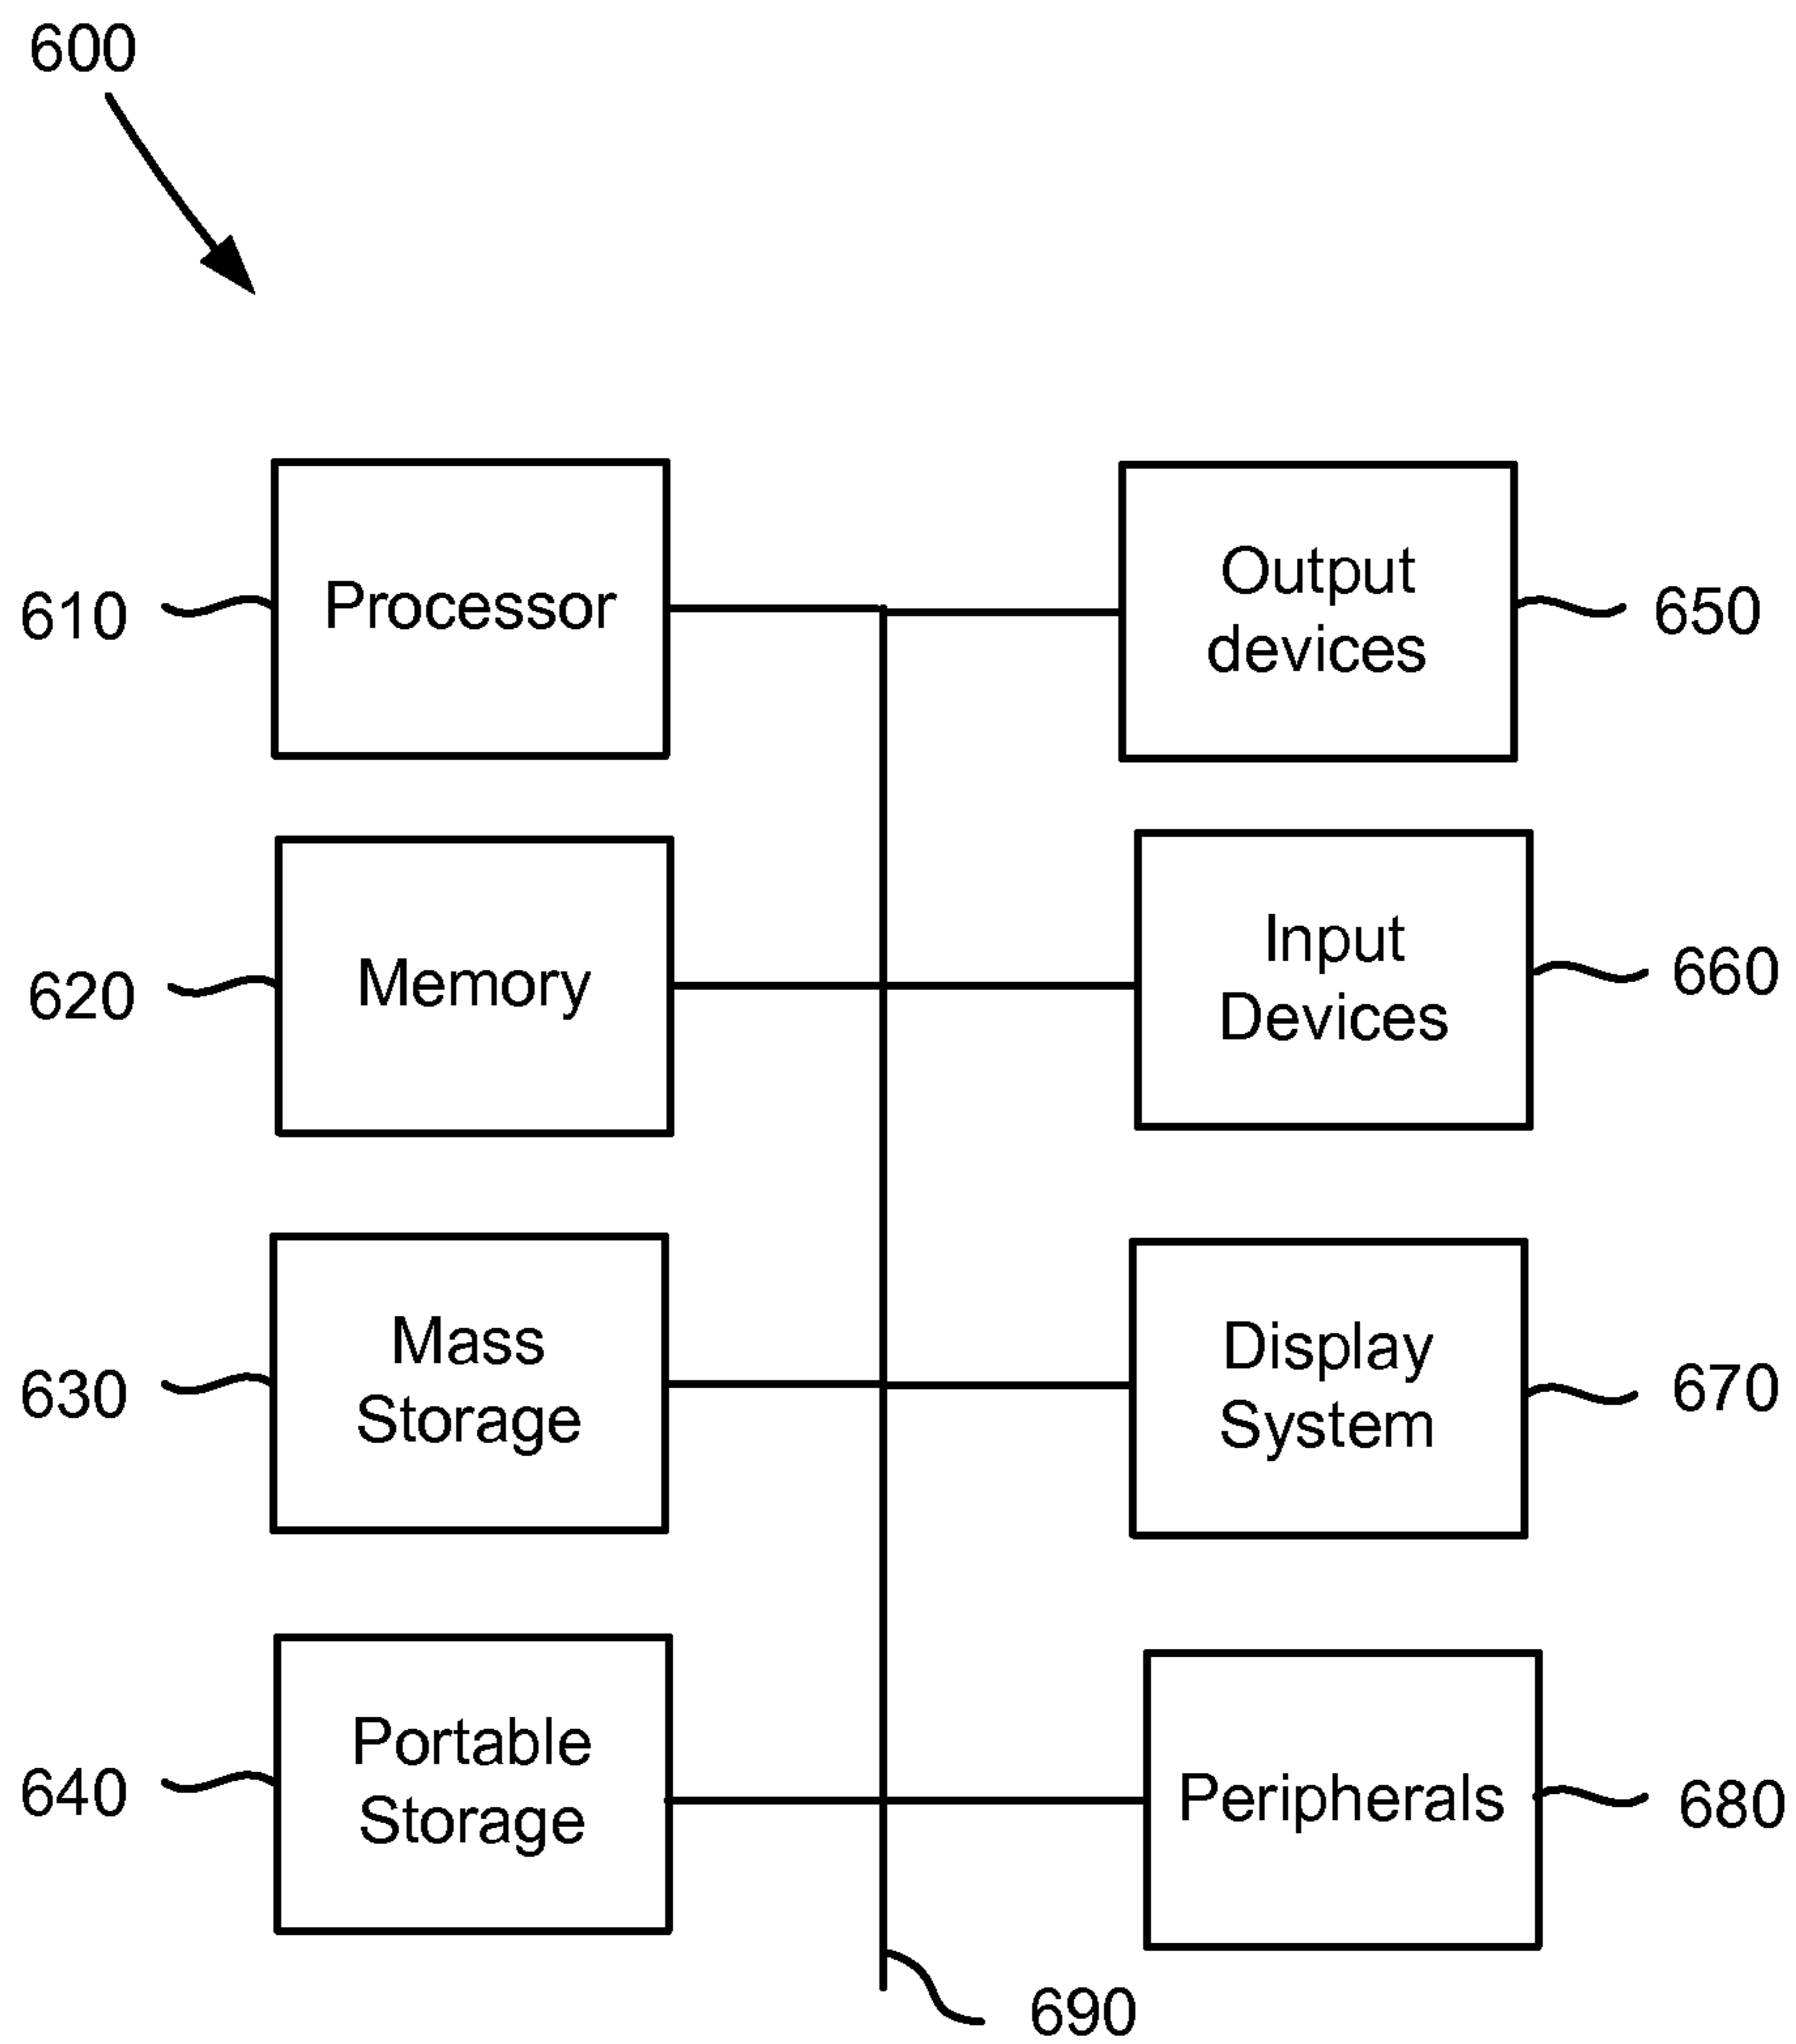 600
610
Processor
Output
devices
650
620
Memory
Input
Devices
660
630
Mass
Storage
Display
System
670
640
Portable
Storage
Peripherals
680
690